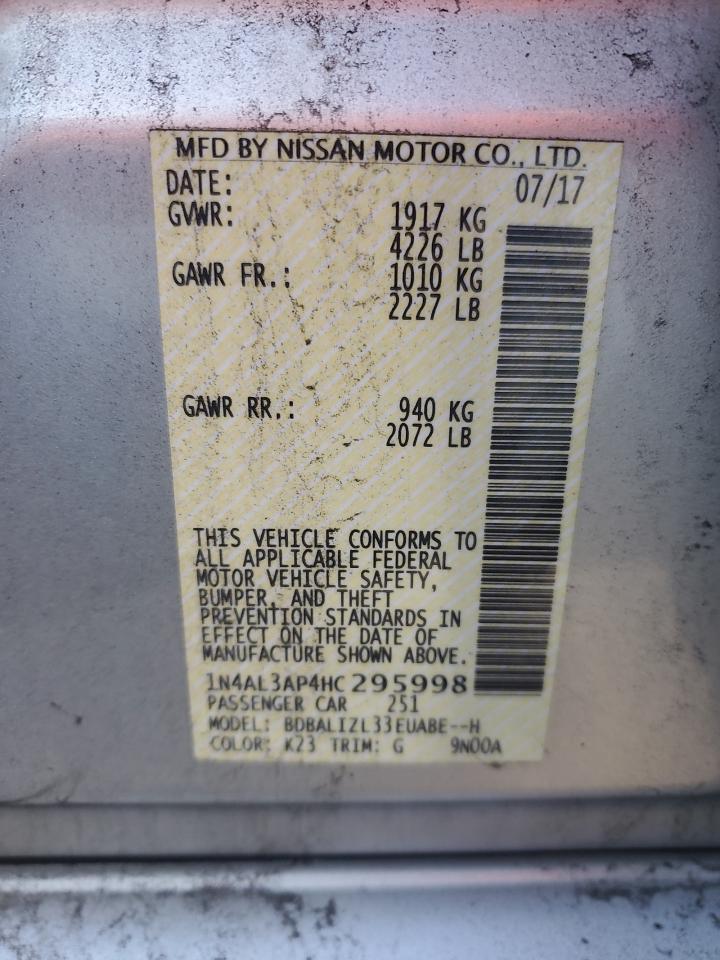 MFD BY NISSAN MOTOR CO., LTD.
DATE: 07/17
GVWR: 1917 KG
4226 LB
GAWR FR.: 1010 KG
2227 LB
GAWR RR.: 940 KG
2072 LB
THIS VEHICLE CONFORMS TO
ALL APPLICABLE FEDERAL
MOTOR VEHICLE SAFETY,
BUMPER, AND THEFT
PREVENTION STANDARDS IN
EFFECT ON THE DATE OF
MANUFACTURE SHOWN ABOVE.
1N4AL3AP4HC295998
PASSENGER CAR 251
MODEL: BDBALIZL33EUABE--H
COLOR: K23 TRIM: G 9N00A